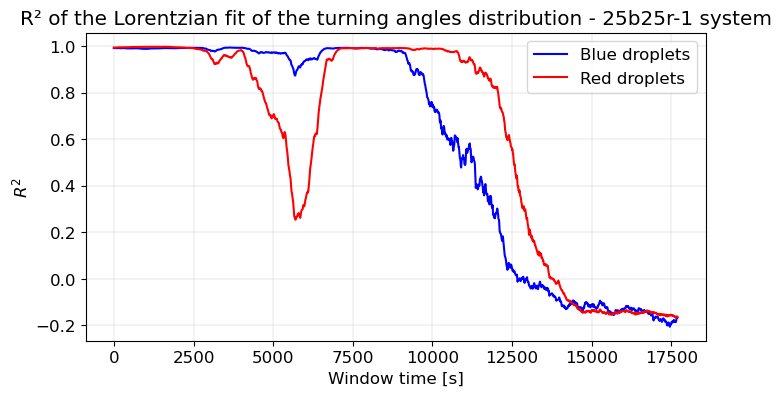 R² of the Lorentzian fit of the turning angles distribution - 25b25r-1 system
1.0
0.8
0.6
0.4
0.2
0.0
−0.2
R²
Blue droplets
Red droplets
0 2500 5000 7500 10000 12500 15000 17500
Window time [s]